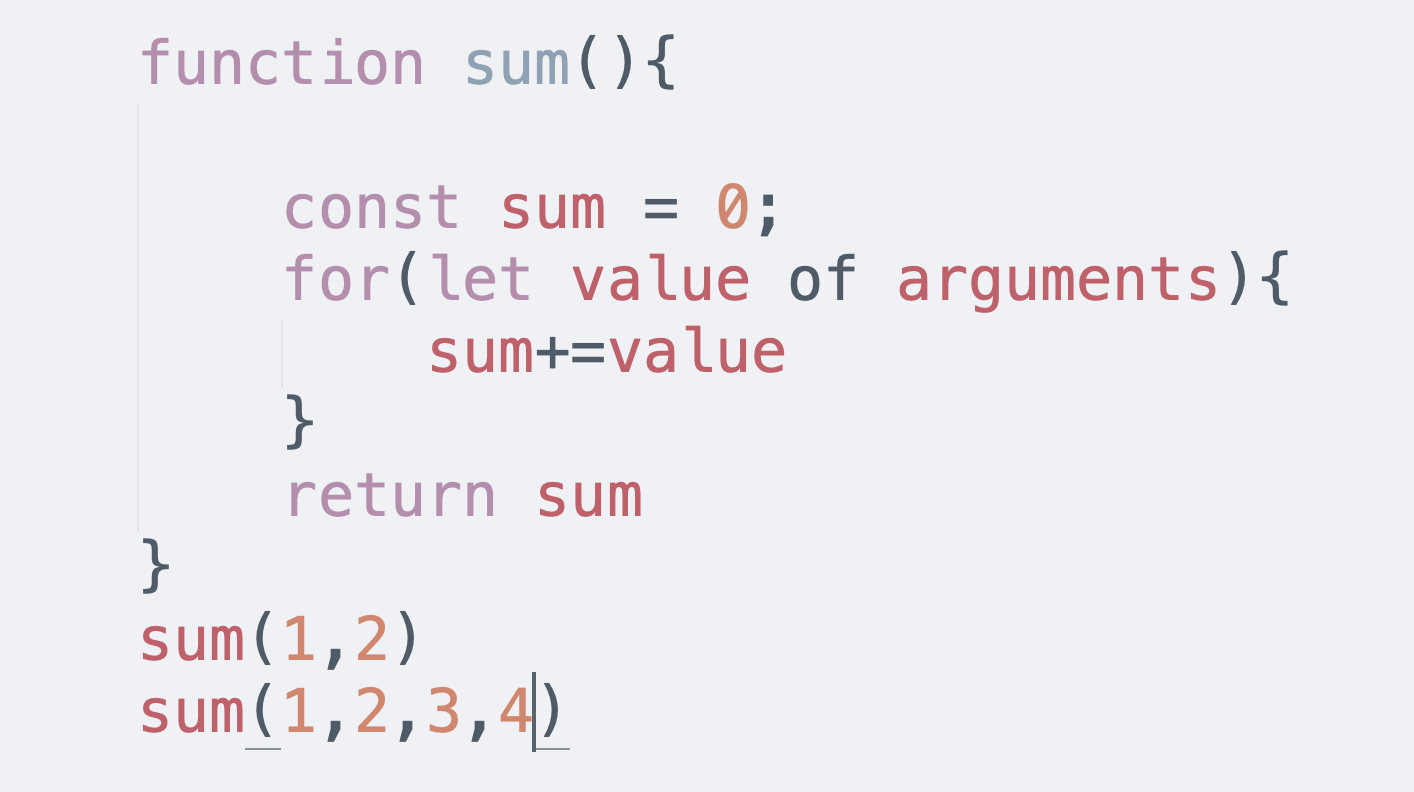 function sum(){
const sum = 0;
for(let value of arguments){
sum+=value
}
return sum
}
sum(1,2)
sum(1,2,3,4)